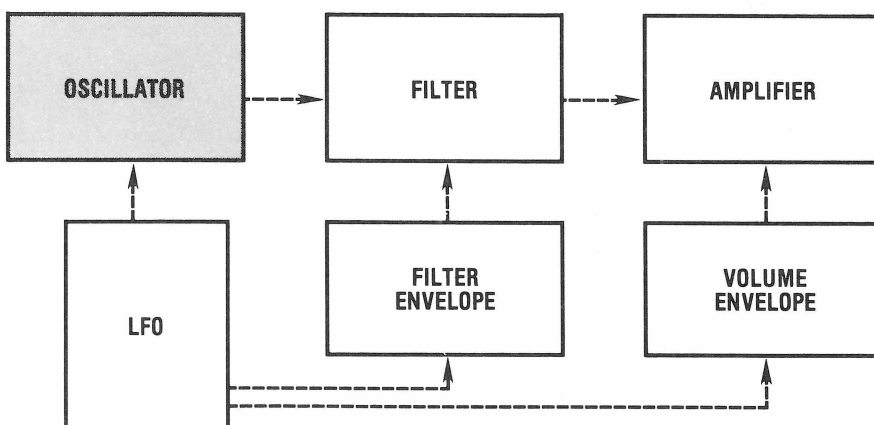 OSCILLATOR
FILTER
AMPLIFIER
LFO
FILTER
ENVELOPE
VOLUME
ENVELOPE